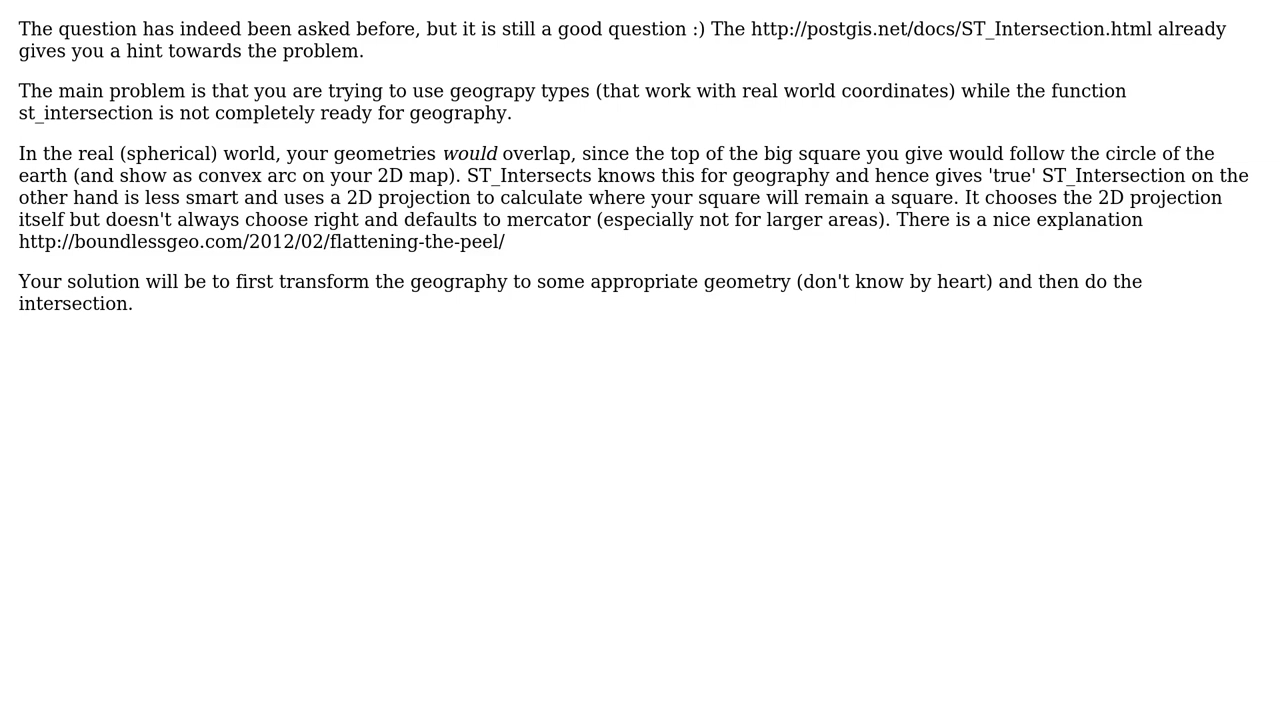 The question has indeed been asked before, but it is still a good question :) The http://postgis.net/docs/ST_Intersection.html already
gives you a hint towards the problem.
The main problem is that you are trying to use geograpy types (that work with real world coordinates) while the function
st_intersection is not completely ready for geography.
In the real (spherical) world, your geometries would overlap, since the top of the big square you give would follow the circle of the
earth (and show as convex arc on your 2D map). ST_Intersects knows this for geography and hence gives 'true' ST_Intersection on the
other hand is less smart and uses a 2D projection to calculate where your square will remain a square. It chooses the 2D projection
itself but doesn't always choose right and defaults to mercator (especially not for larger areas). There is a nice explanation
http://boundlessgeo.com/2012/02/flattening-the-peel/
Your solution will be to first transform the geography to some appropriate geometry (don't know by heart) and then do the
intersection.